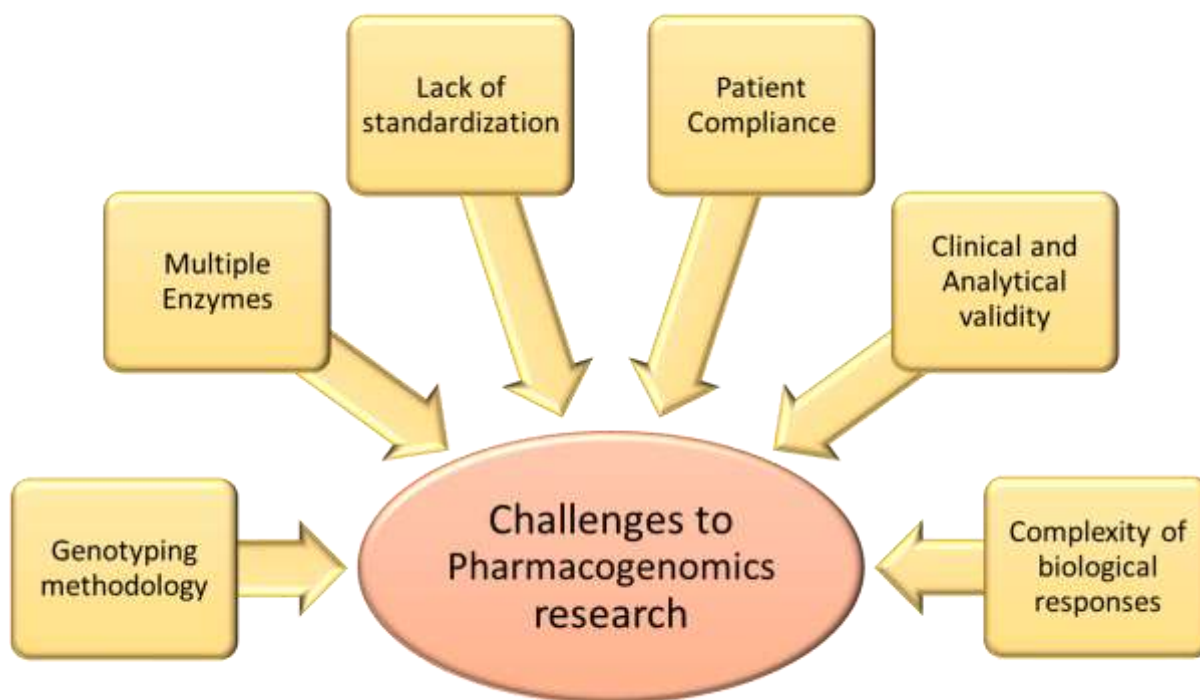 Lack of
standardization
Patient
Compliance
Multiple
Enzymes
Clinical and
Analytical
validity
Genotyping
methodology
Challenges to
Pharmacogenomics
research
Complexity of
biological
responses